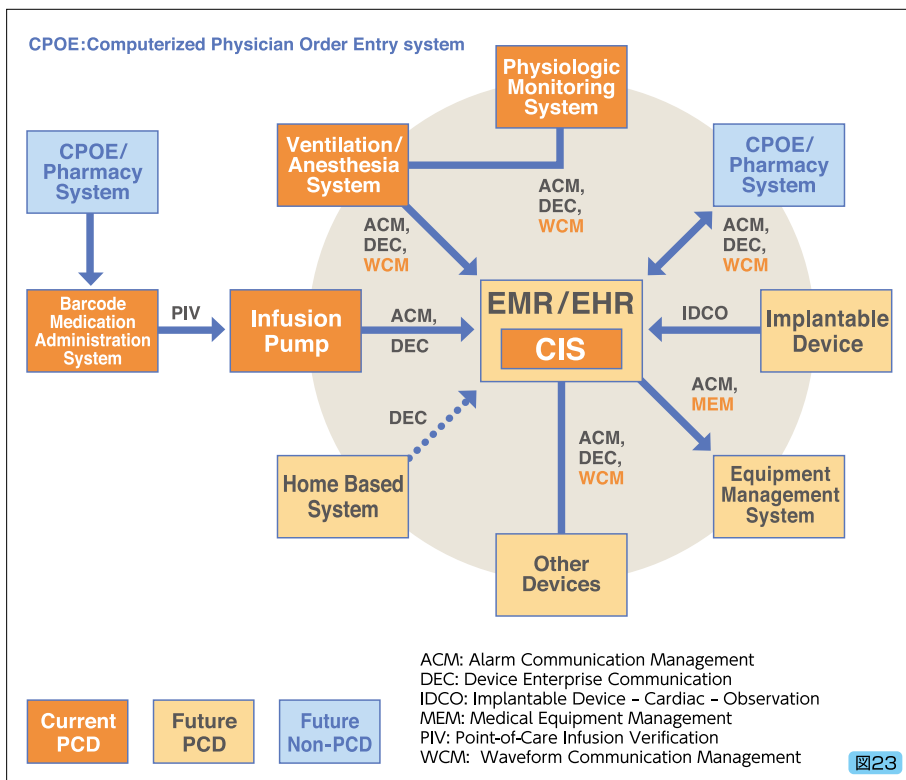 CPOE:Computerized Physician Order Entry system
Physiologic
Monitoring
System
CPOE/
Pharmacy
System
Ventilation/
Anesthesia
System
CPOE/
Pharmacy
System
ACM,
DEC,
WCM
ACM,
DEC,
WCM
ACM,
DEC,
WCM
Barcode
Medication
Administration
System
PIV
Infusion
Pump
ACM,
DEC
EMR/EHR
CIS
IDCO
Implantable
Device
ACM,
MEM
DEC
Home Based
System
ACM,
DEC,
WCM
Equipment
Management
System
Other
Devices
Current
PCD
Future
PCD
Future
Non-PCD
ACM: Alarm Communication Management
DEC: Device Enterprise Communication
IDCO: Implantable Device – Cardiac – Observation
MEM: Medical Equipment Management
PIV: Point-of-Care Infusion Verification
WCM: Waveform Communication Management
図23